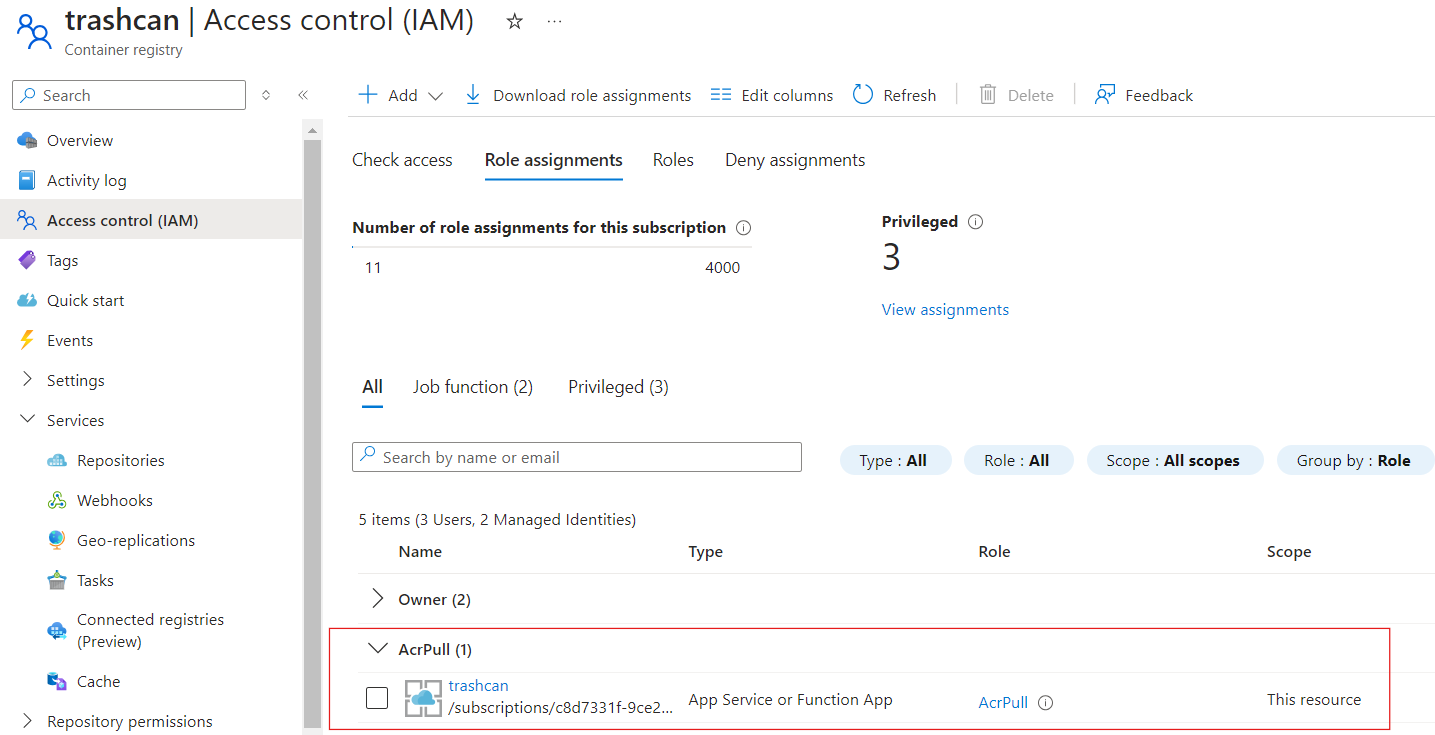 trashcan | Access control (IAM) ☆ ...
Container registry
Search
Overview
Activity log
Access control (IAM)
Tags
Quick start
Events
Settings
Services
Repositories
Webhooks
Geo-replications
Tasks
Connected registries
(Preview)
Cache
Repository permissions
Add Download role assignments Edit columns Refresh Delete Feedback
Check access Role assignments Roles Deny assignments
Number of role assignments for this subscription
11 4000
Privileged
3
View assignments
All Job function (2) Privileged (3)
Search by name or email
Type : All Role : All Scope : All scopes Group by : Role
5 items (3 Users, 2 Managed Identities)
Name Type Role Scope
Owner (2)
AcrPull (1)
trashcan
/subscriptions/c8d7331f-9ce2... App Service or Function App AcrPull This resource